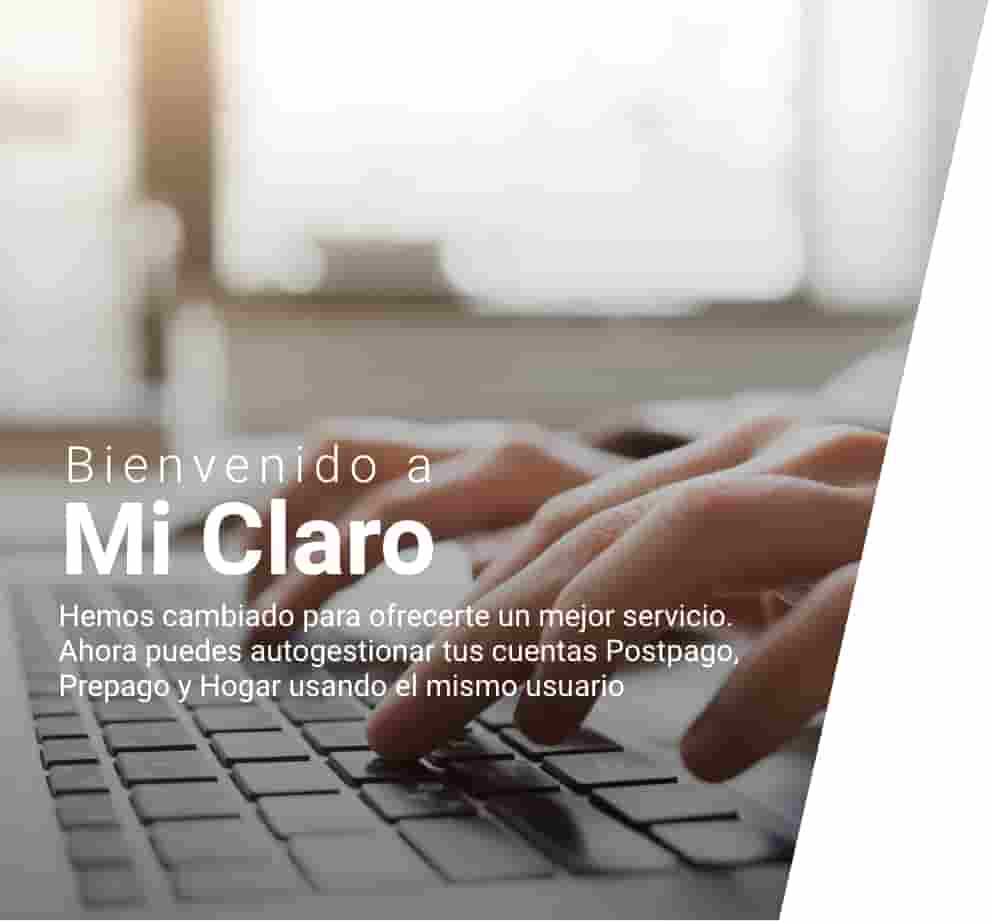 Bienvenido a
Mi Claro
Hemos cambiado para ofrecerte un mejor servicio.
Ahora puedes autogestionar tus cuentas Postpago,
Prepago y Hogar usando el mismo usuario